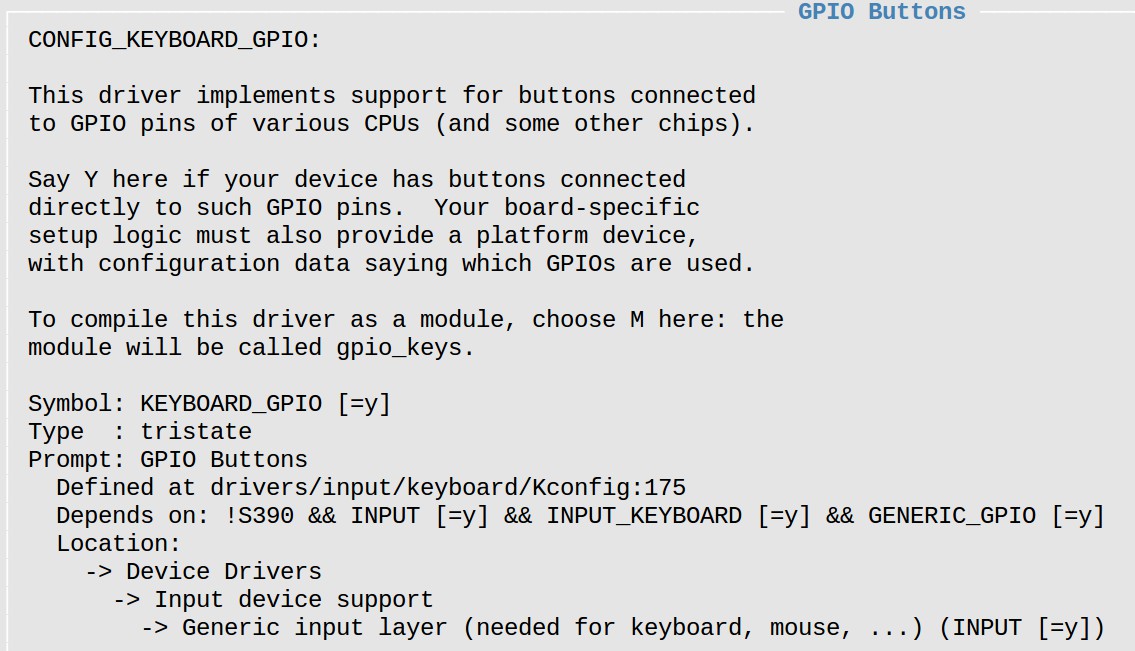 GPIO Buttons
CONFIG_KEYBOARD_GPIO:

This driver implements support for buttons connected
to GPIO pins of various CPUs (and some other chips).

Say Y here if your device has buttons connected
directly to such GPIO pins.  Your board-specific
setup logic must also provide a platform device,
with configuration data saying which GPIOs are used.

To compile this driver as a module, choose M here: the
module will be called gpio_keys.

Symbol: KEYBOARD_GPIO [=y]
Type  : tristate
Prompt: GPIO Buttons
  Defined at drivers/input/keyboard/Kconfig:175
  Depends on: !S390 && INPUT [=y] && INPUT_KEYBOARD [=y] && GENERIC_GPIO [=y]
  Location:
    -> Device Drivers
      -> Input device support
        -> Generic input layer (needed for keyboard, mouse, ...) (INPUT [=y])